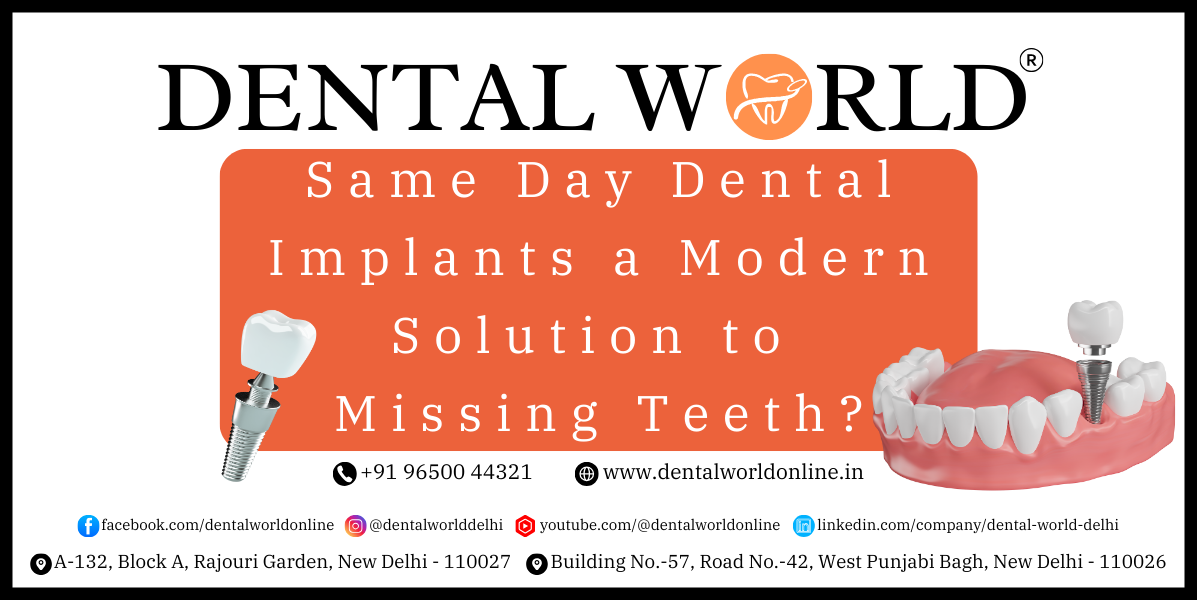 DENTAL WORLD®
Same Day Dental
Implants a Modern
Solution to
Missing Teeth?
+91 96500 44321 www.dentalworldonline.in
facebook.com/dentalworldonline @dentalworlddelhi youtube.com/@dentalworldonline linkedin.com/company/dental-world-delhi
A-132, Block A, Rajouri Garden, New Delhi - 110027 Building No.-57, Road No.-42, West Punjabi Bagh, New Delhi - 110026